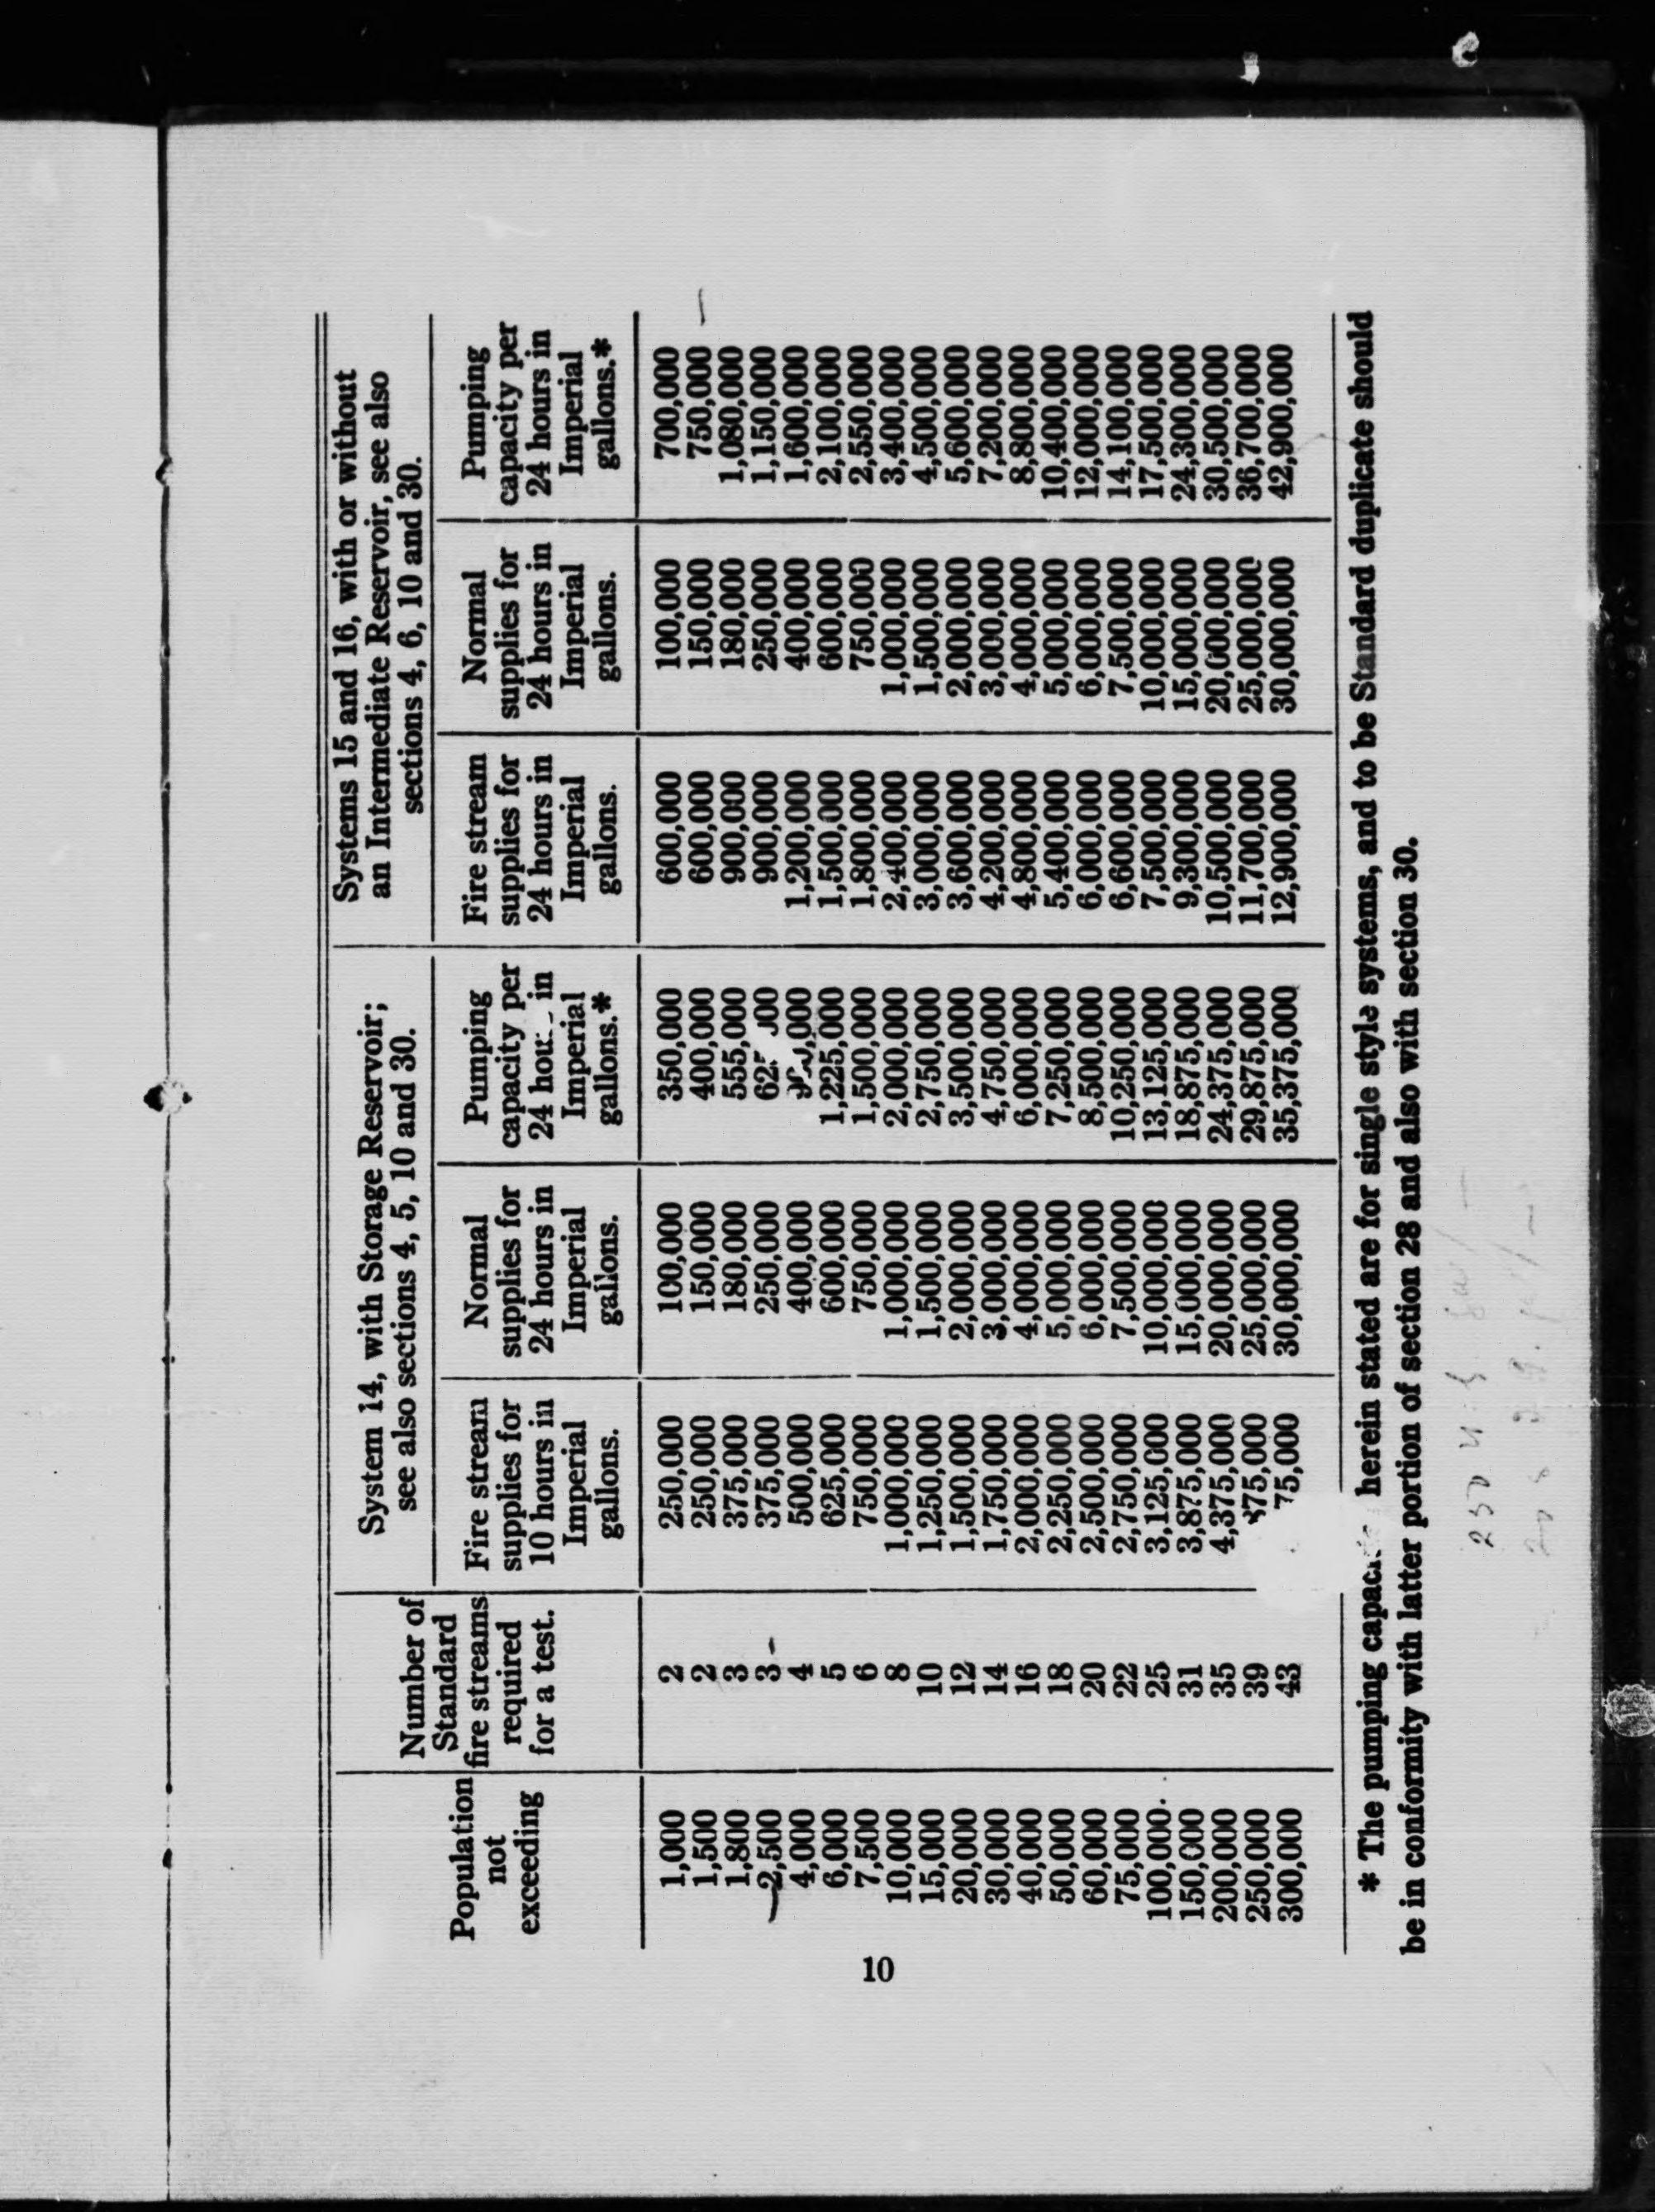 Population not exceeding | Number of Standard fire streams required for a test. | System 14, with Storage Reservoir; see also sections 4, 5, 10 and 30. | Systems 15 and 16, with or without an Intermediate Reservoir, see also sections 4, 6, 10 and 30.
Fire stream supplies for 10 hours in Imperial gallons. | Normal supplies for 24 hours in Imperial gallons. | Pumping capacity per 24 in Imperial gallons.* | Fire stream supplies for 24 hours in Imperial gallons. | Normal supplies for 24 hours in Imperial gallons. | Pumping capacity per 24 hours in Imperial gallons.*
1,000 2 250,000 100,000 350,000 600,000 100,000 700,000
1,500 2 250,000 150,000 400,000 600,000 150,000 750,000
1,800 3 375,000 180,000 555,000 900,000 180,000 1,080,000
2,500 3 375,000 250,000 900,000 250,000 1,150,000
4,000 4 500,000 400,000 1,200,000 400,000 1,600,000
6,000 5 625,000 600,000 1,225,000 1,500,000 600,000 2,100,000
7,500 6 750,000 750,000 1,500,000 1,800,000 750,000 2,550,000
10,000 8 1,000,000 1,000,000 2,000,000 2,400,000 1,000,000 3,400,000
15,000 10 1,250,000 1,500,000 2,750,000 3,000,000 1,500,000 4,500,000
20,000 12 1,500,000 2,000,000 3,500,000 3,600,000 2,000,000 5,600,000
30,000 14 1,750,000 3,000,000 4,750,000 4,200,000 3,000,000 7,200,000
40,000 16 2,000,000 4,000,000 6,000,000 4,800,000 4,000,000 8,800,000
50,000 18 2,250,000 5,000,000 7,250,000 5,400,000 5,000,000 10,400,000
60,000 20 2,500,000 6,000,000 8,500,000 6,000,000 6,000,000 12,000,000
75,000 22 2,750,000 7,500,000 10,250,000 6,600,000 7,500,000 14,100,000
100,000 25 3,125,000 10,000,000 13,125,000 7,500,000 10,000,000 17,500,000
150,000 31 3,875,000 15,000,000 18,875,000 9,300,000 15,000,000 24,300,000
200,000 35 4,375,000 20,000,000 24,375,000 10,500,000 20,000,000 30,500,000
250,000 39 25,000,000 29,875,000 11,700,000 25,000,000 36,700,000
300,000 43 30,000,000 35,375,000 12,900,000 30,000,000 42,900,000
* The pumping herein stated are for single style systems, and to be Standard duplicate should
be in conformity with latter portion of section 28 and also with section 30.
10